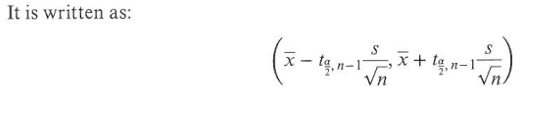 It is written as:
(x̄ − t_{α/2, n−1} s/√n, x̄ + t_{α/2, n−1} s/√n)